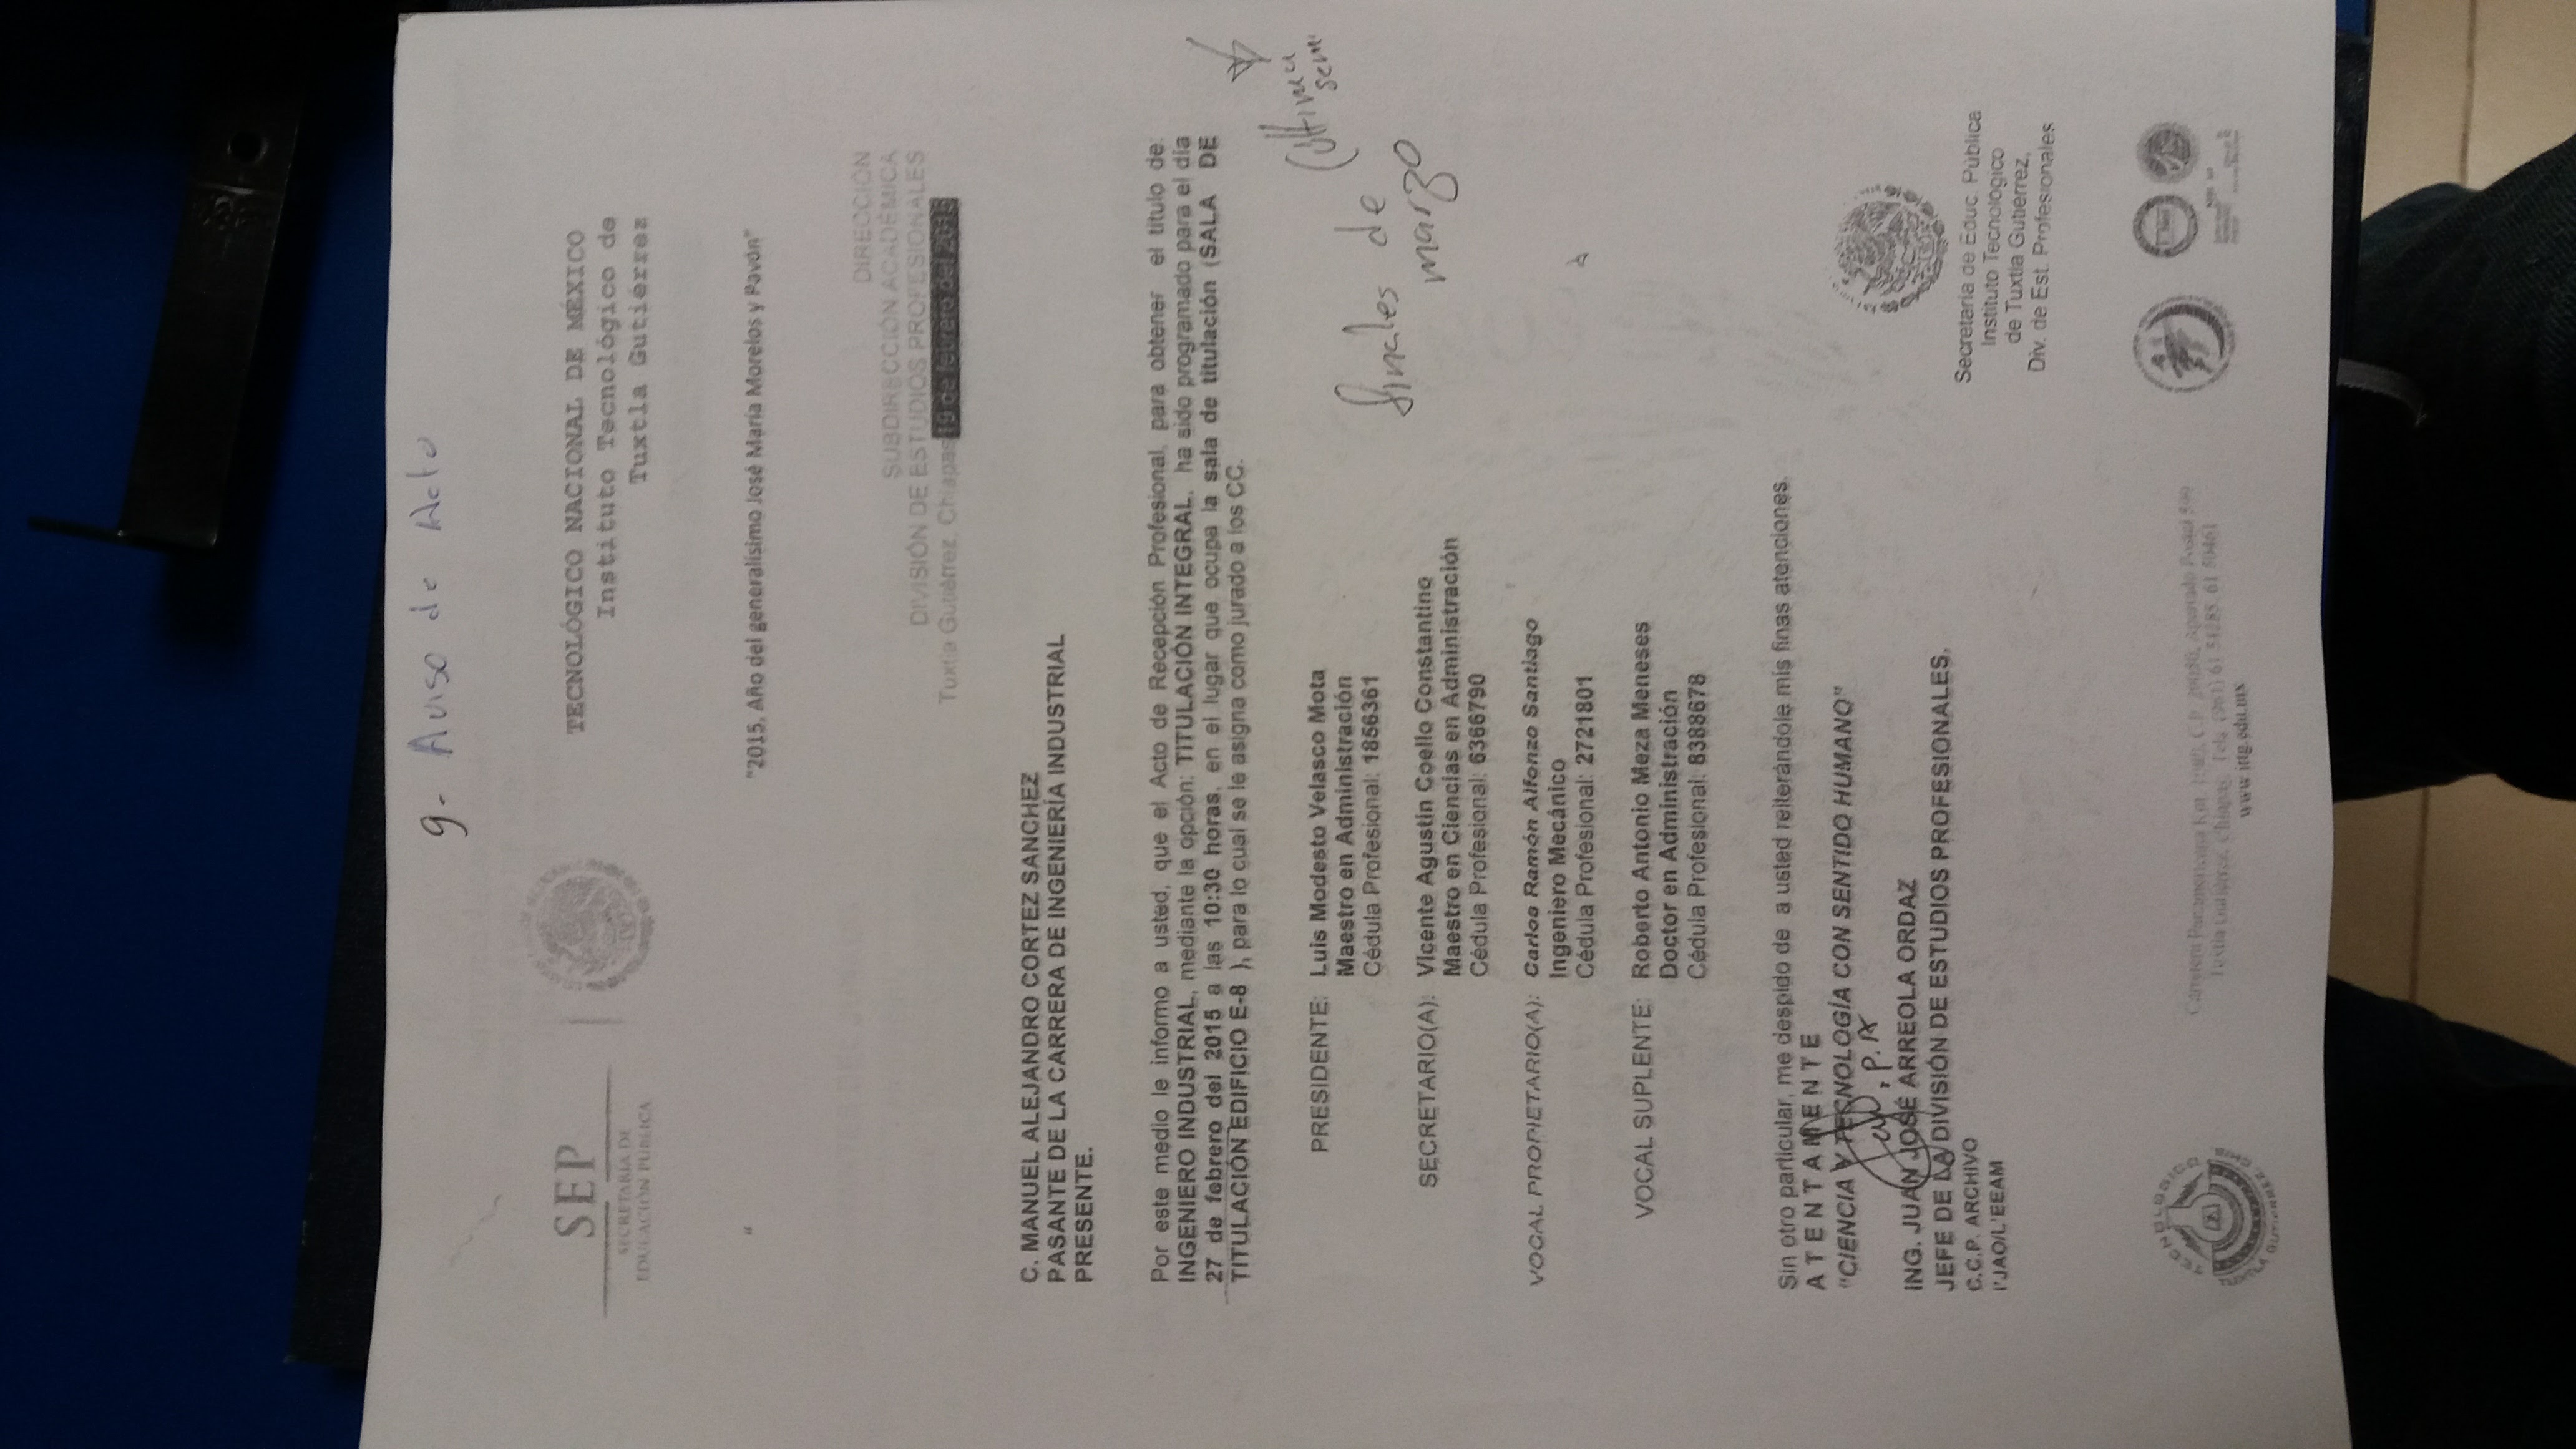 9- Aviso de Acto
SEP
SECRETARÍA DE
EDUCACIÓN PÚBLICA
TECNOLÓGICO NACIONAL DE MÉXICO
Instituto Tecnológico de
Tuxtla Gutiérrez
"
"2015, Año del generalísimo José María Morelos y Pavón"
DIRECCIÓN
SUBDIRECCIÓN ACADÉMICA
DIVISIÓN DE ESTUDIOS PROFESIONALES
Tuxtla Gutiérrez, Chiapas 19 de febrero del 2015
C. MANUEL ALEJANDRO CORTEZ SANCHEZ
PASANTE DE LA CARRERA DE INGENIERÍA INDUSTRIAL
PRESENTE.
Por este medio le informo a usted, que el Acto de Recepción Profesional, para obtener el titulo de:
INGENIERO INDUSTRIAL, mediante la opción: TITULACIÓN INTEGRAL, ha sido programado para el día
27 de febrero del 2015 a las 10:30 horas, en el lugar que ocupa la sala de titulación (SALA DE
TITULACIÓN EDIFICIO E-8 ), para lo cual se le asigna como jurado a los CC.
PRESIDENTE: Luis Modesto Velasco Mota
Maestro en Administración
Cédula Profesional: 1856361
(última
sem.
finales de
marzo
SECRETARIO(A): Vicente Agustin Coello Constantino
Maestro en Ciencias en Administración
Cédula Profesional: 6366790
VOCAL PROPIETARIO(A): Carlos Ramón Alfonzo Santiago
Ingeniero Mecánico
Cédula Profesional: 2721801
VOCAL SUPLENTE: Roberto Antonio Meza Meneses
Doctor en Administración
Cédula Profesional: 8388678
Sin otro particular, me despido de a usted reiterándole mis finas atenciones.
ATENTAMENTE
"CIENCIA Y TECNOLOGÍA CON SENTIDO HUMANO"
P.A
ING. JUAN JOSÉ ARREOLA ORDAZ
JEFE DE LA DIVISIÓN DE ESTUDIOS PROFESIONALES.
C.C.P. ARCHIVO
I'JAO/L'EEAM
Secretaría de Educ. Pública
Instituto Tecnológico
de Tuxtla Gutiérrez,
Div. de Est. Profesionales
TECNOLOGICO
TUXTLA GUTIERREZ, CHIS.
Carretera Panamericana Km. 1080, C.P. 29050, Apartado Postal 599
Tuxtla Gutiérrez, Chiapas, Tels. (961) 61 54285, 61 50461
www.ittg.edu.mx